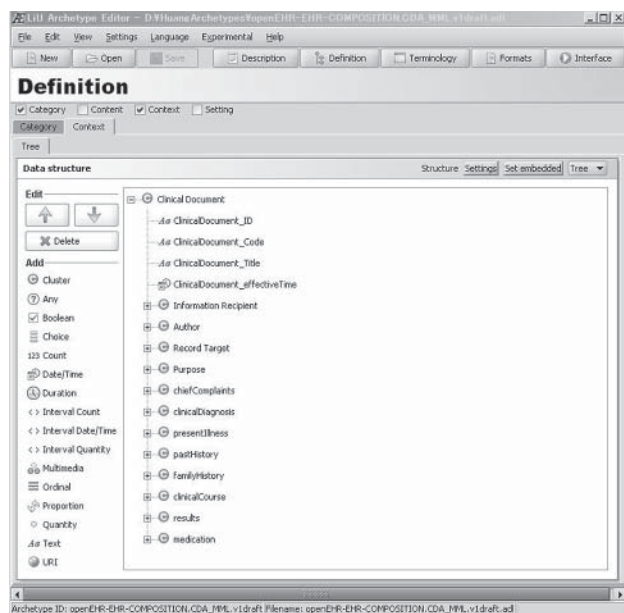 LiU Archetype Editor - D:\Huang\Archetypes\openEHR-EHR-COMPOSITION.CDA_MML.v1draft.adl
File Edit View Settings Language Experimental Help
New Open Save Description Definition Terminology Formats Interface
Definition
Category Content Context Setting
Category Context
Tree
Data structure Structure Settings Set embedded Tree
Edit
Delete
Add
Cluster
Any
Boolean
Choice
123 Count
Date/Time
Duration
< > Interval Count
< > Interval Date/Time
< > Interval Quantity
Multimedia
Ordinal
Proportion
Quantity
Aa Text
URI
Clinical Document
Aa ClinicalDocument_ID
Aa ClinicalDocument_Code
Aa ClinicalDocument_Title
ClinicalDocument_effectiveTime
Information Recipient
Author
Record Target
Purpose
chiefComplaints
clinicalDiagnosis
presentIllness
pastHistory
familyHistory
clinicalCourse
results
medication
Archetype ID: openEHR-EHR-COMPOSITION.CDA_MML.v1draft Filename: openEHR-EHR-COMPOSITION.CDA_MML.v1draft.adl